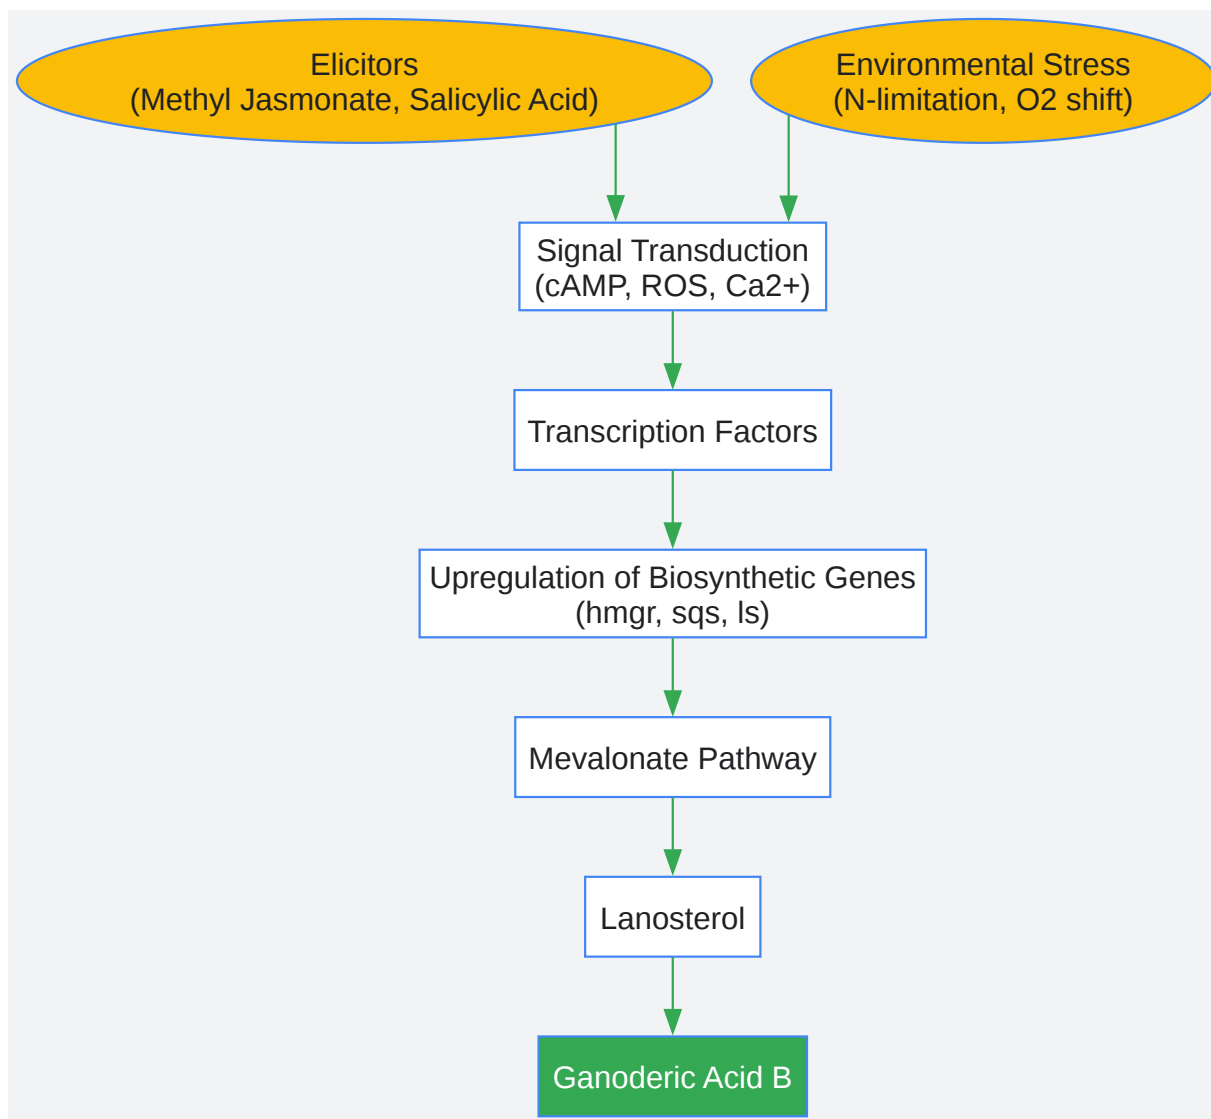 Elicitors
(Methyl Jasmonate, Salicylic Acid)
Environmental Stress
(N-limitation, O2 shift)
Signal Transduction
(cAMP, ROS, Ca2+)
Transcription Factors
Upregulation of Biosynthetic Genes
(hmgr, sqs, ls)
Mevalonate Pathway
Lanosterol
Ganoderic Acid B